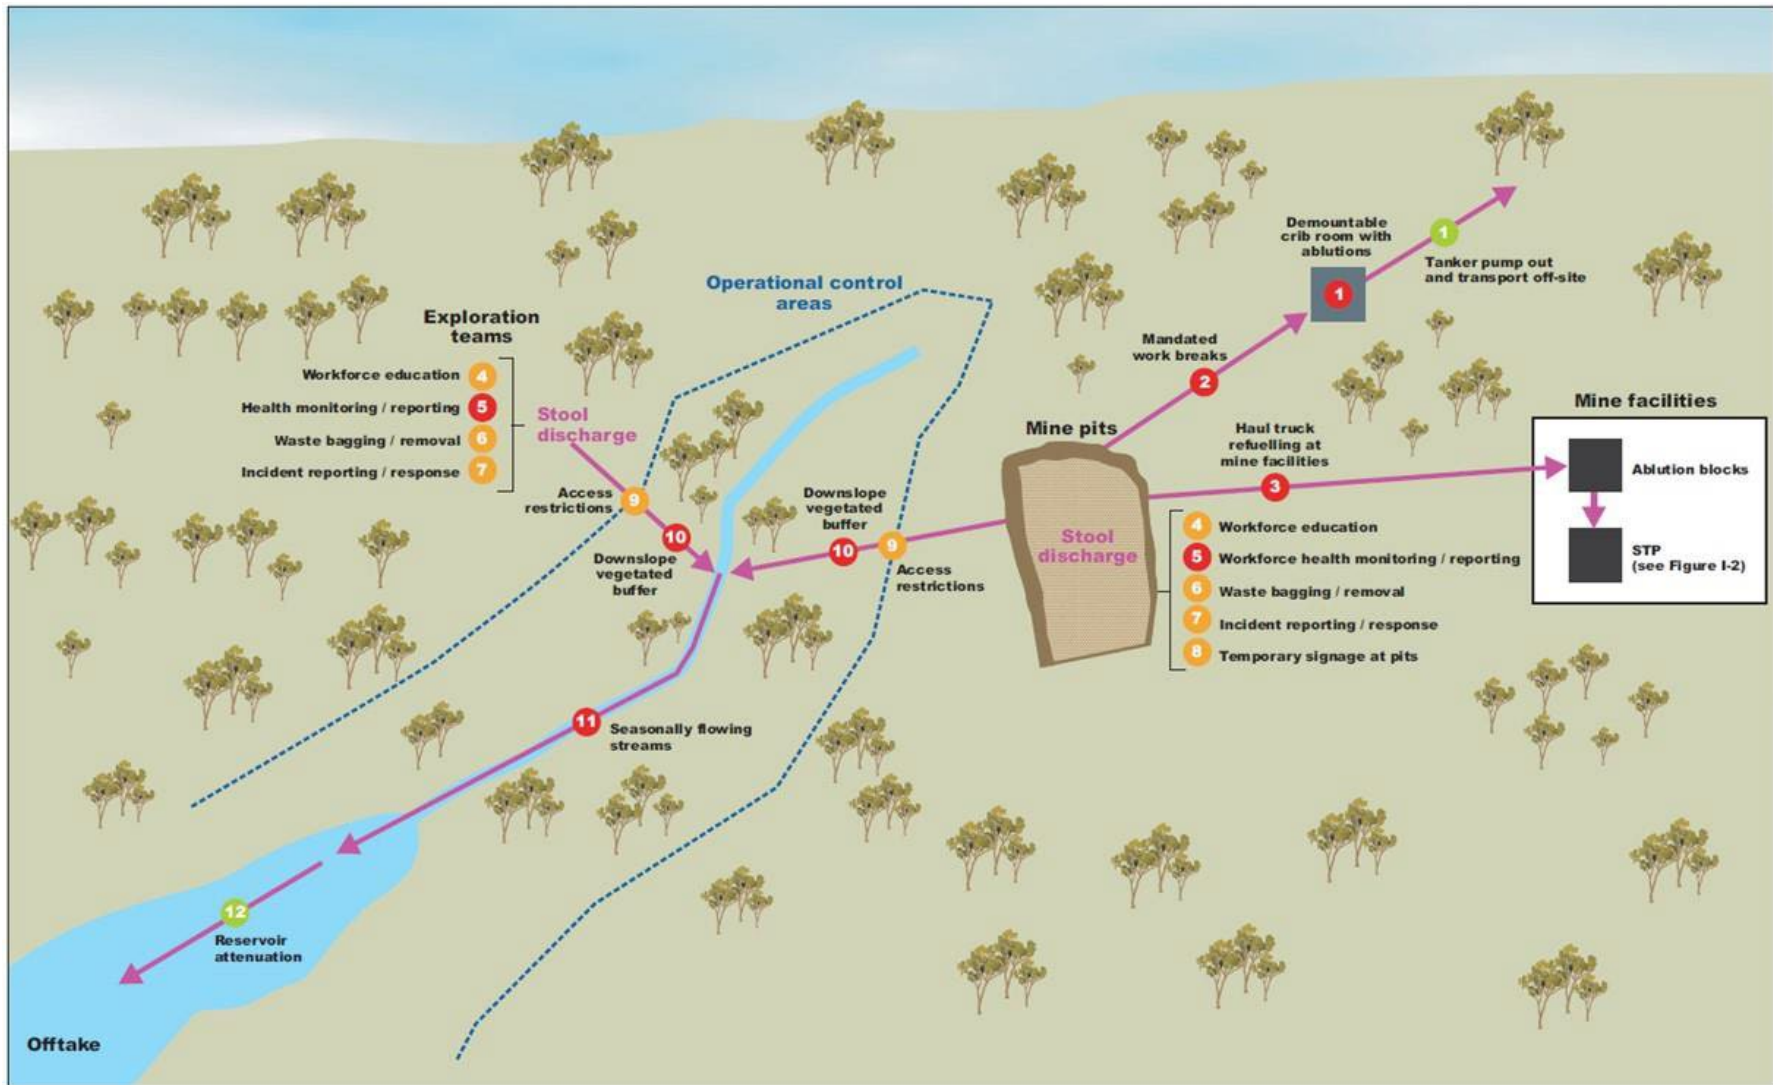 Demountable
crib room with
ablutions
1
1
Tanker pump out
and transport off-site
Operational control
areas
Exploration
teams
Workforce education 4
Health monitoring / reporting 5
Waste bagging / removal 6
Incident reporting / response 7
Stool
discharge
Mandated
work breaks
2
Mine pits
Haul truck
refuelling at
mine facilities
3
Mine facilities
Ablution blocks
STP
(see Figure I-2)
Access
restrictions
9
10
Downslope
vegetated
buffer
Downslope
vegetated
buffer
10
9
Access
restrictions
Stool
discharge
4 Workforce education
5 Workforce health monitoring / reporting
6 Waste bagging / removal
7 Incident reporting / response
8 Temporary signage at pits
11
Seasonally flowing
streams
12
Reservoir
attenuation
Offtake